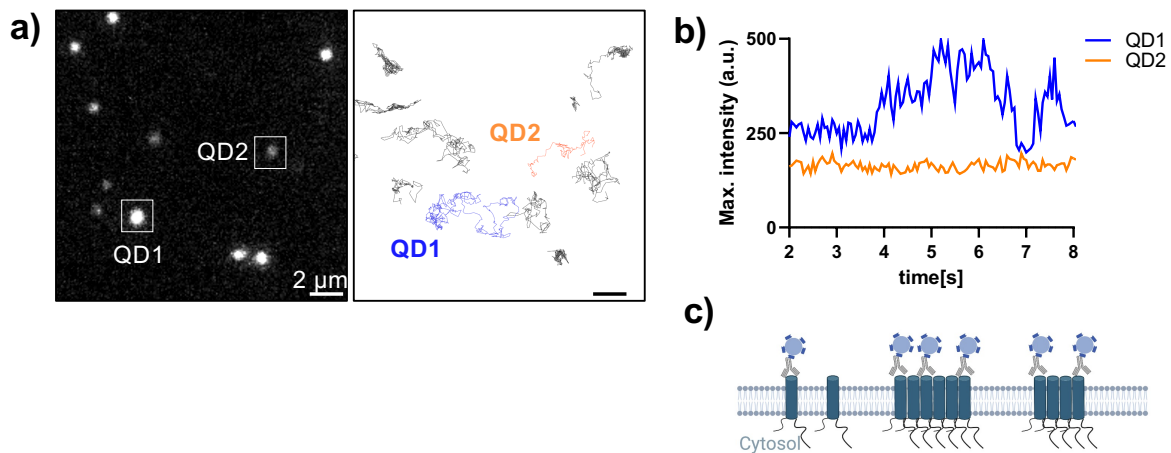 a)
QD2
QD1
2 µm
QD2
QD1
b)
Max. intensity (a.u.)
500
250
0
2 3 4 5 6 7 8
time[s]
QD1
QD2
c)
Cytosol